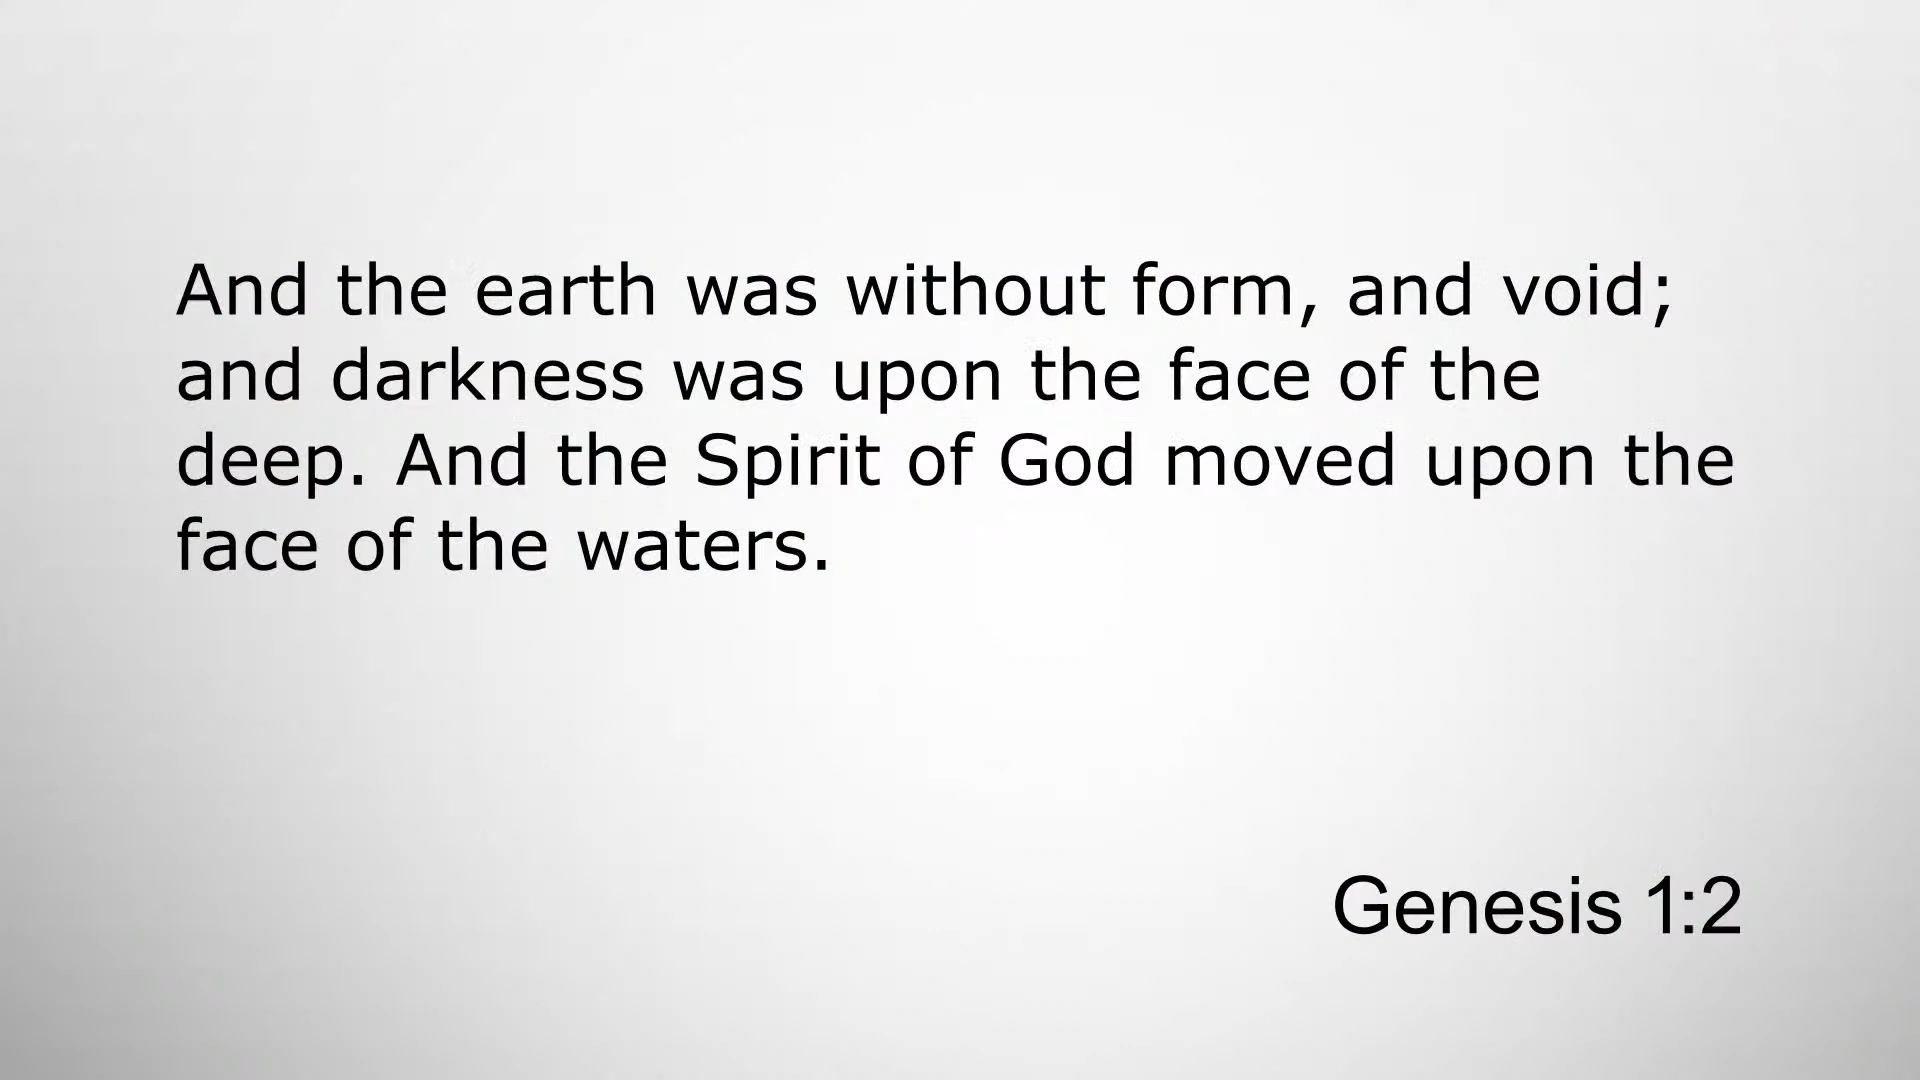 And the earth was without form, and void;
and darkness was upon the face of the
deep. And the Spirit of God moved upon the
face of the waters.
Genesis 1:2